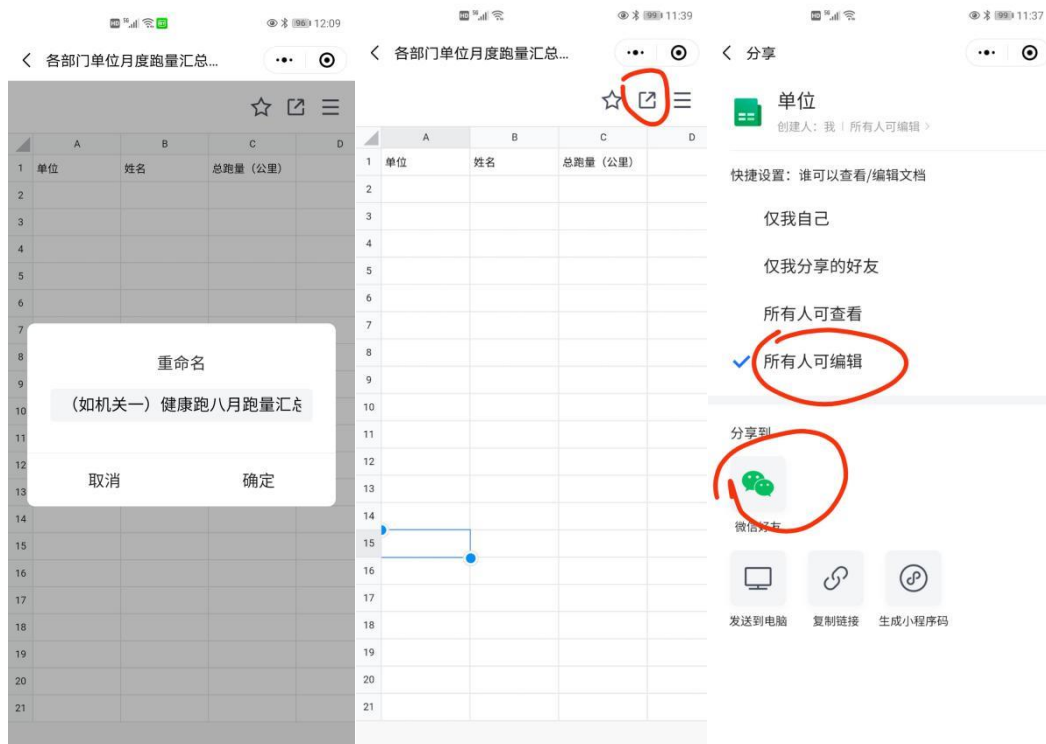 HD 5G 96 12:09
各部门单位月度跑量汇总...
A B C D
1 单位 姓名 总跑量（公里）
2
3
4
5
6
7
8
9
10
11
12
13
14
15
16
17
18
19
20
21
重命名
（如机关一）健康跑八月跑量汇总
取消 确定
HD 5G 99 11:39
各部门单位月度跑量汇总...
A B C D
1 单位 姓名 总跑量（公里）
2
3
4
5
6
7
8
9
10
11
12
13
14
15
16
17
18
19
20
21
HD 5G 99 11:37
分享
单位
创建人：我 | 所有人可编辑 >
快捷设置：谁可以查看/编辑文档
仅我自己
仅我分享的好友
所有人可查看
所有人可编辑
分享到
微信好友
发送到电脑 复制链接 生成小程序码